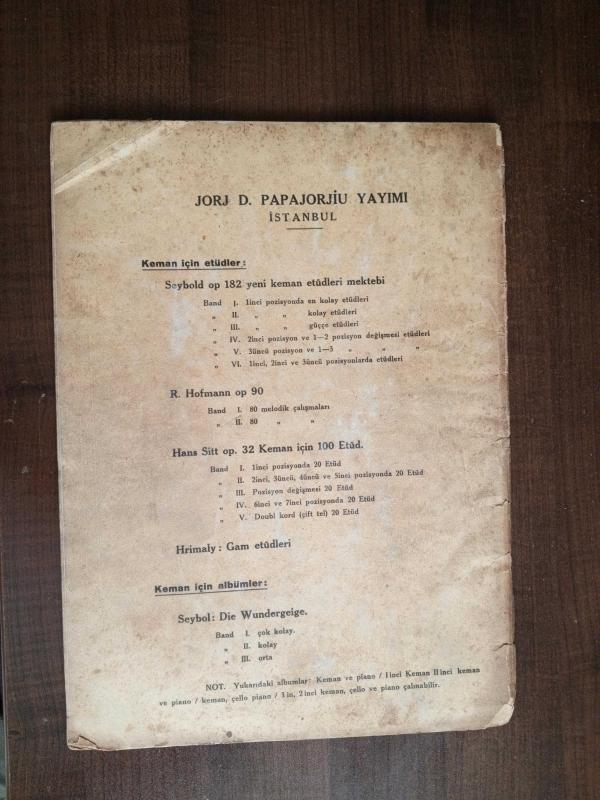 JORJ D. PAPAJORJİU YAYIMI
İSTANBUL
Keman için etüdler:
Seybold op 182 yeni keman etüdleri mektebi
Band I. 1inci pozisyonda en kolay etüdleri
„ II. „ „ kolay etüdleri
„ III. „ „ güççe etüdleri
„ IV. 2inci pozisyon ve 1—2 pozisyon değişmesi etüdleri
„ V. 3üncü pozisyon ve 1—3 „ „ „
„ VI. 1inci, 2inci ve 3üncü pozisyonlarda etüdleri
R. Hofmann op 90
Band I. 80 melodik çalışmaları
„ II. 80 „ „
Hans Sitt op. 32 Keman için 100 Etüd.
Band I. 1inçi pozisyonda 20 Etüd
„ II. 2inci, 3üncü, 4üncü ve 5inci pozisyonda 20 Etüd
„ III. Pozisyon değişmesi 20 Etüd
„ IV. 6inci ve 7inci pozisyonda 20 Etüd
„ V. Doubl kord (çift tel) 20 Etüd
Hrimaly: Gam etüdleri
Keman için albümler:
Seybol: Die Wundergeige.
Band I. çok kolay.
„ II. kolay
„ III. orta
NOT. Yukarıdaki albumlar: Keman ve piano / 1inci Keman II inci keman
ve piano / keman, çello piano / 1in, 2inci keman, çello ve piano çalınabilir.